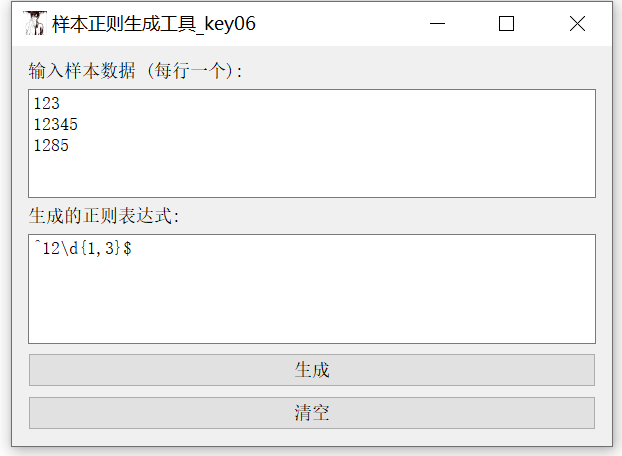 样本正则生成工具_key06
输入样本数据 (每行一个):
123
12345
1285
生成的正则表达式:
^12\d{1,3}$
生成
清空